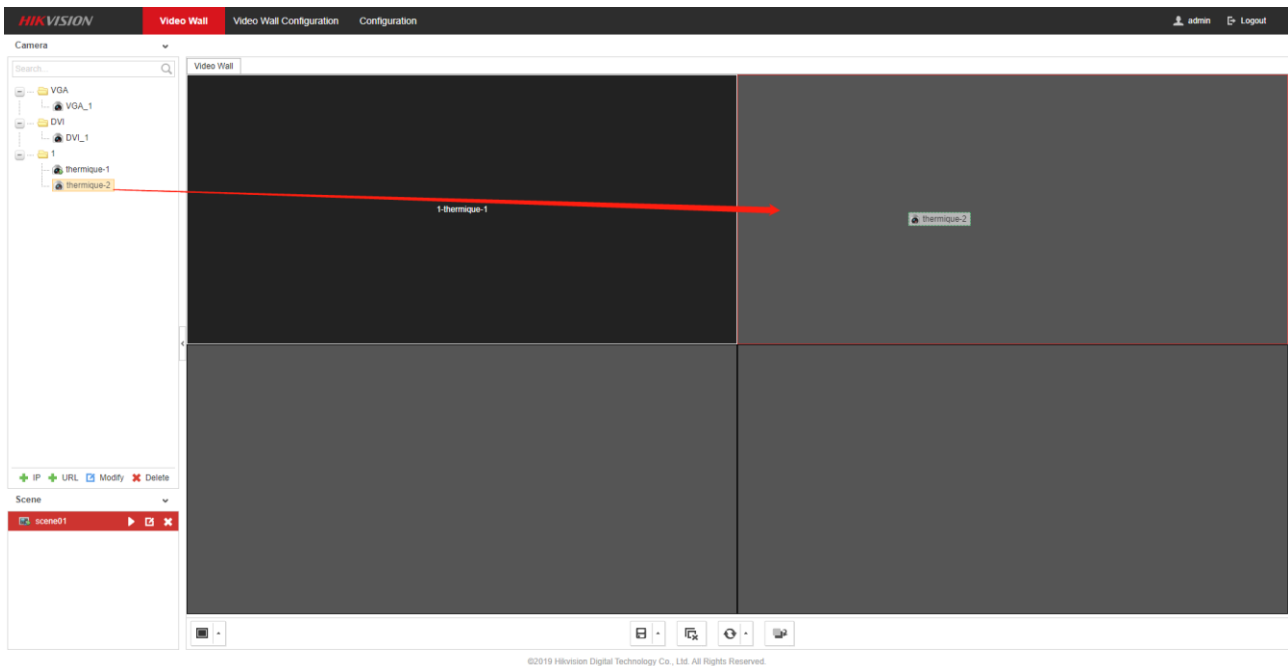 HIKVISION Video Wall Video Wall Configuration Configuration admin Logout
Camera
Search...
Video Wall
VGA
VGA_1
DVI
DVI_1
1
thermique-1
thermique-2
1-thermique-1
thermique-2
IP URL Modify Delete
Scene
scene01
©2019 Hikvision Digital Technology Co., Ltd. All Rights Reserved.